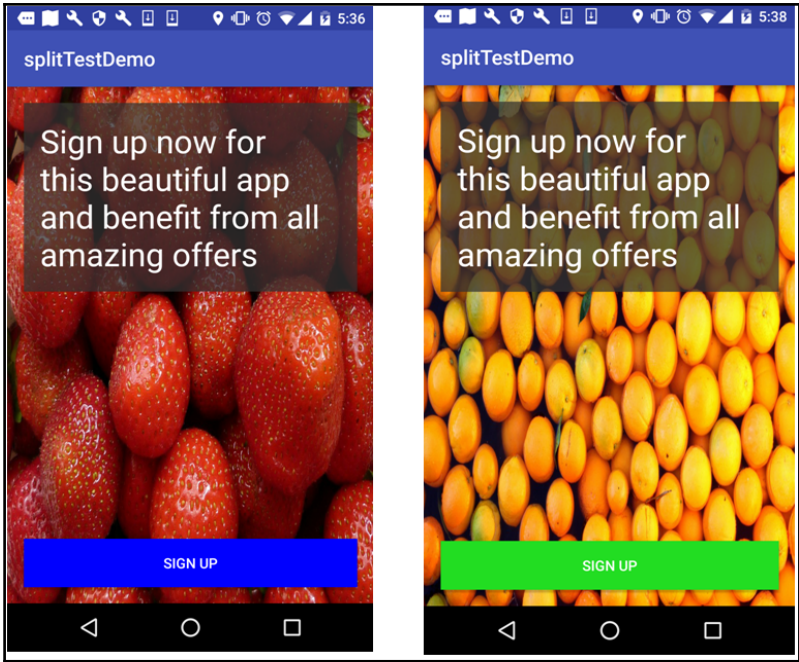 5:36
splitTestDemo
Sign up now for
this beautiful app
and benefit from all
amazing offers
SIGN UP
5:38
splitTestDemo
Sign up now for
this beautiful app
and benefit from all
amazing offers
SIGN UP